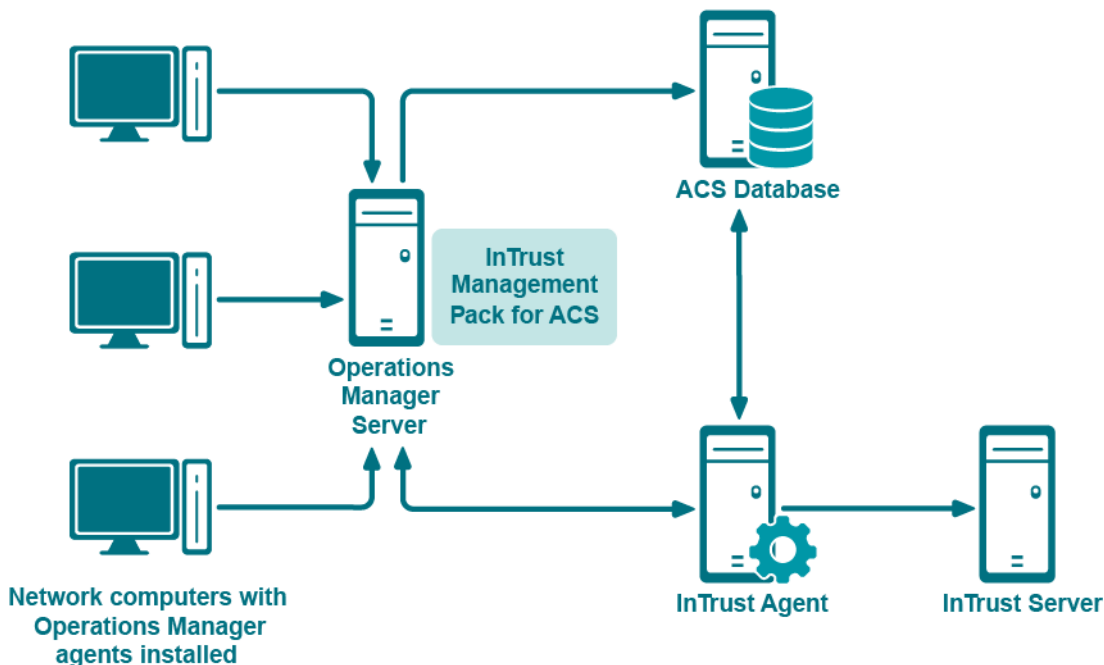 ACS Database
InTrust
Management
Pack for ACS
Operations
Manager
Server
Network computers with
Operations Manager
agents installed
InTrust Agent
InTrust Server